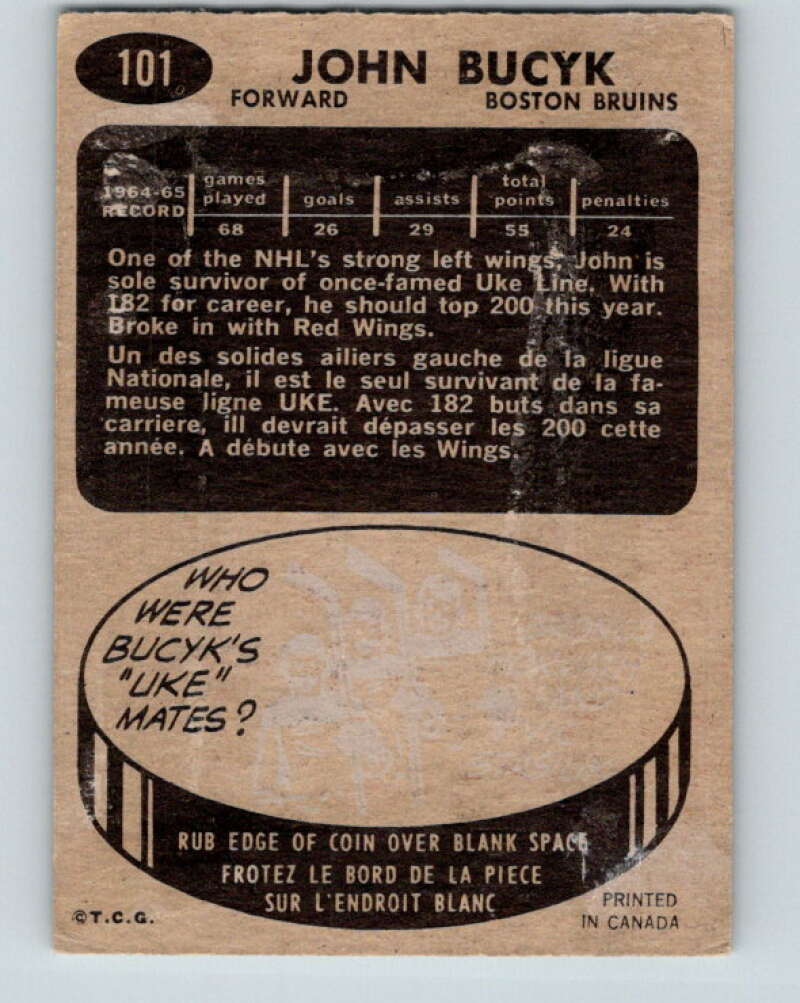 101
JOHN BUCYK
FORWARD BOSTON BRUINS
1964-65 RECORD games played goals assists total points penalties
68 26 29 55 24
One of the NHL's strong left wings, John is
sole survivor of once-famed Uke Line. With
182 for career, he should top 200 this year.
Broke in with Red Wings.
Un des solides ailiers gauche de la ligue
Nationale, il est le seul survivant de la fa-
meuse ligne UKE. Avec 182 buts dans sa
carriere, ill devrait dépasser les 200 cette
année. A débute avec les Wings.
WHO
WERE
BUCYK'S
"UKE"
MATES?
RUB EDGE OF COIN OVER BLANK SPACE
FROTEZ LE BORD DE LA PIECE
SUR L'ENDROIT BLANC
©T.C.G.
PRINTED
IN CANADA